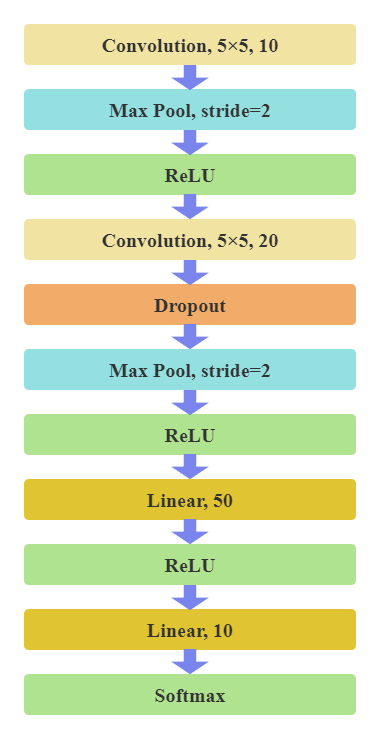 Convolution, 5×5, 10
Max Pool, stride=2
ReLU
Convolution, 5×5, 20
Dropout
Max Pool, stride=2
ReLU
Linear, 50
ReLU
Linear, 10
Softmax